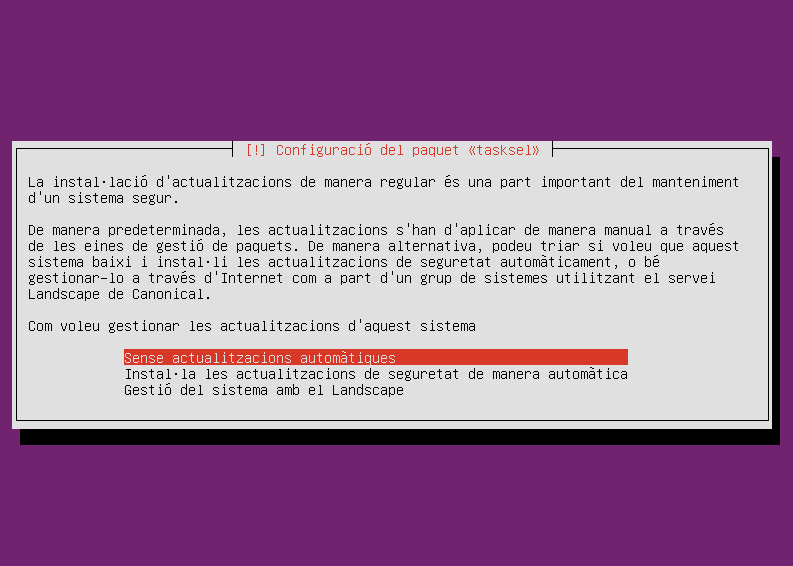 [!] Configuració del paquet «tasksel»
La instal·lació d'actualitzacions de manera regular és una part important del manteniment
d'un sistema segur.
De manera predeterminada, les actualitzacions s'han d'aplicar de manera manual a través
de les eines de gestió de paquets. De manera alternativa, podeu triar si voleu que aquest
sistema baixi i instal·li les actualitzacions de seguretat automàticament, o bé
gestionar-lo a través d'Internet com a part d'un grup de sistemes utilitzant el servei
Landscape de Canonical.
Com voleu gestionar les actualitzacions d'aquest sistema
Sense actualitzacions automàtiques
Instal·la les actualitzacions de seguretat de manera automàtica
Gestió del sistema amb el Landscape